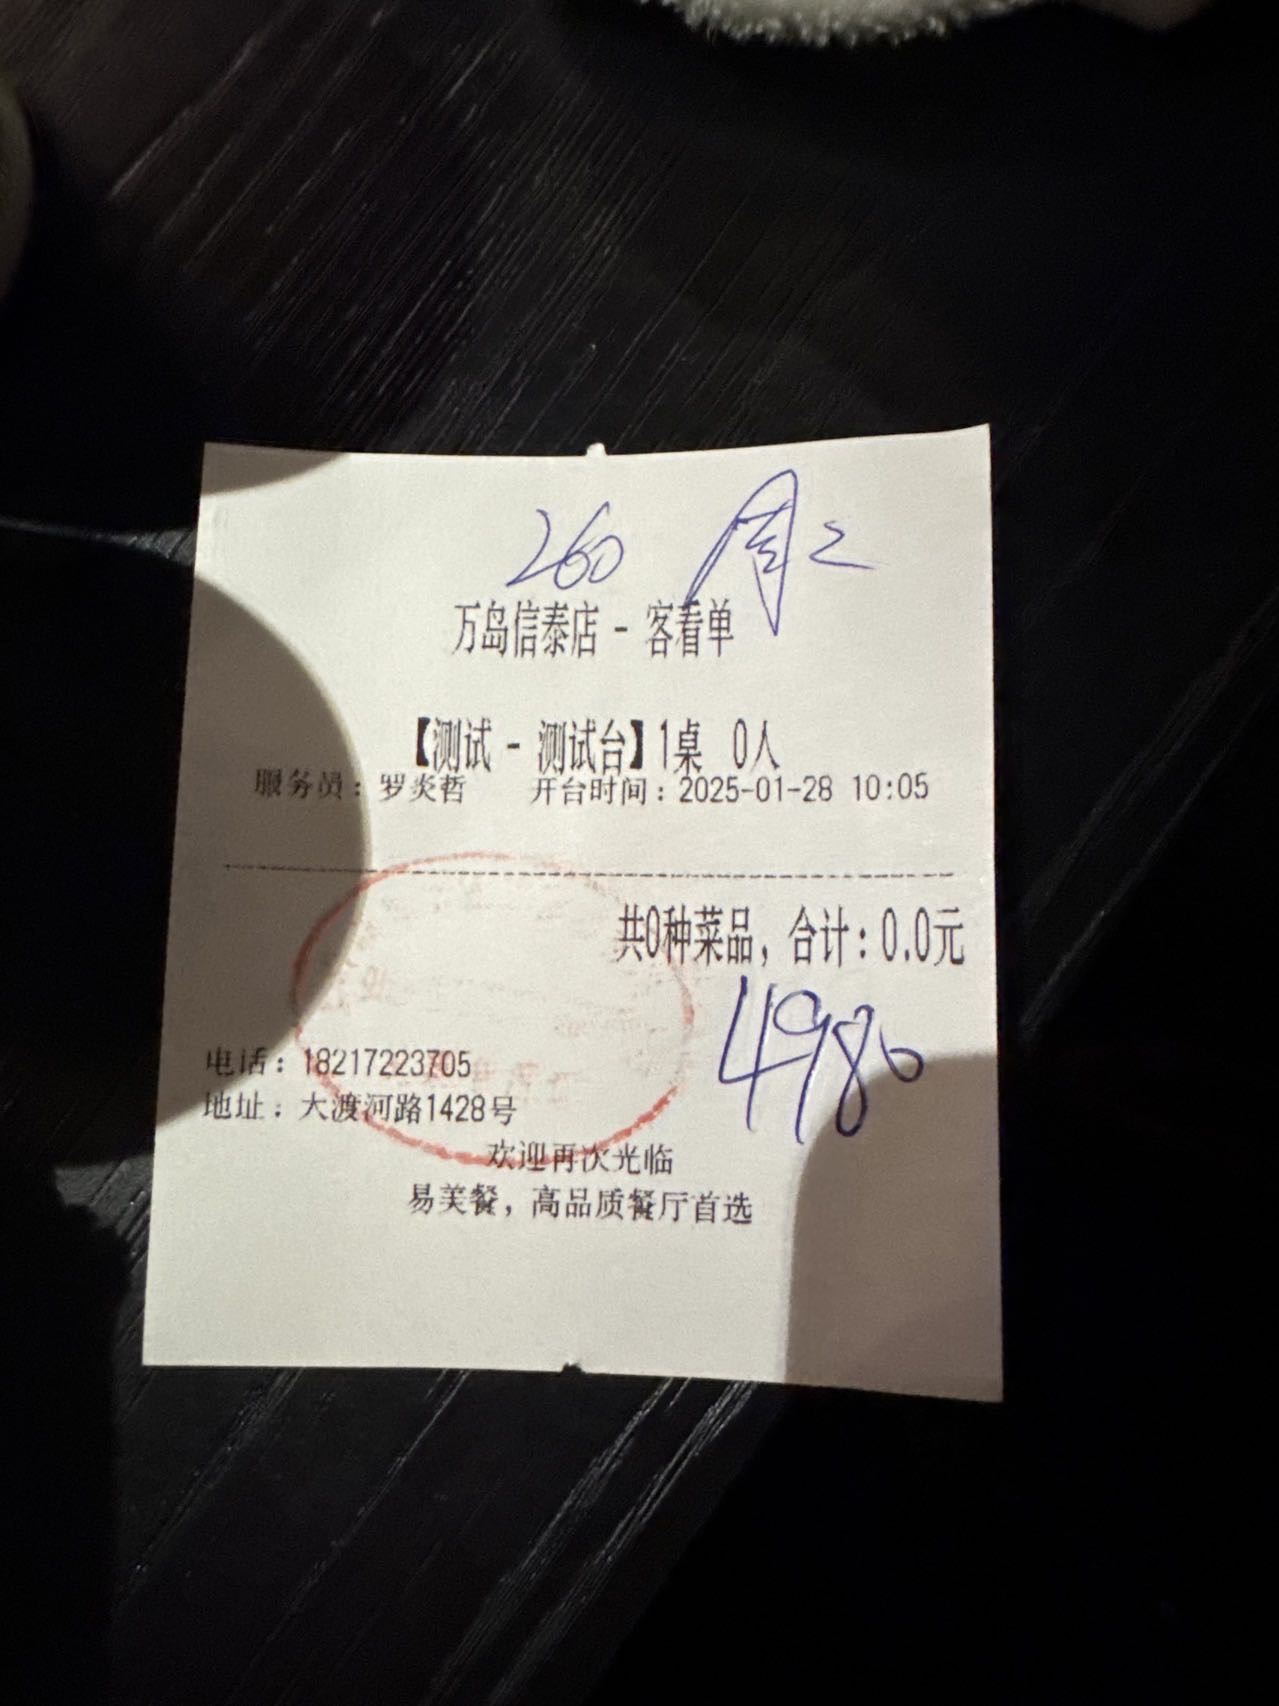 260 周二
万岛信泰店 - 客看单
【测试 - 测试台】1桌 0人
服务员：罗炎哲 开台时间：2025-01-28 10:05
共0种菜品，合计：0.0元
4980
电话：18217223705
地址：大渡河路1428号
欢迎再次光临
易芙餐，高品质餐厅首选